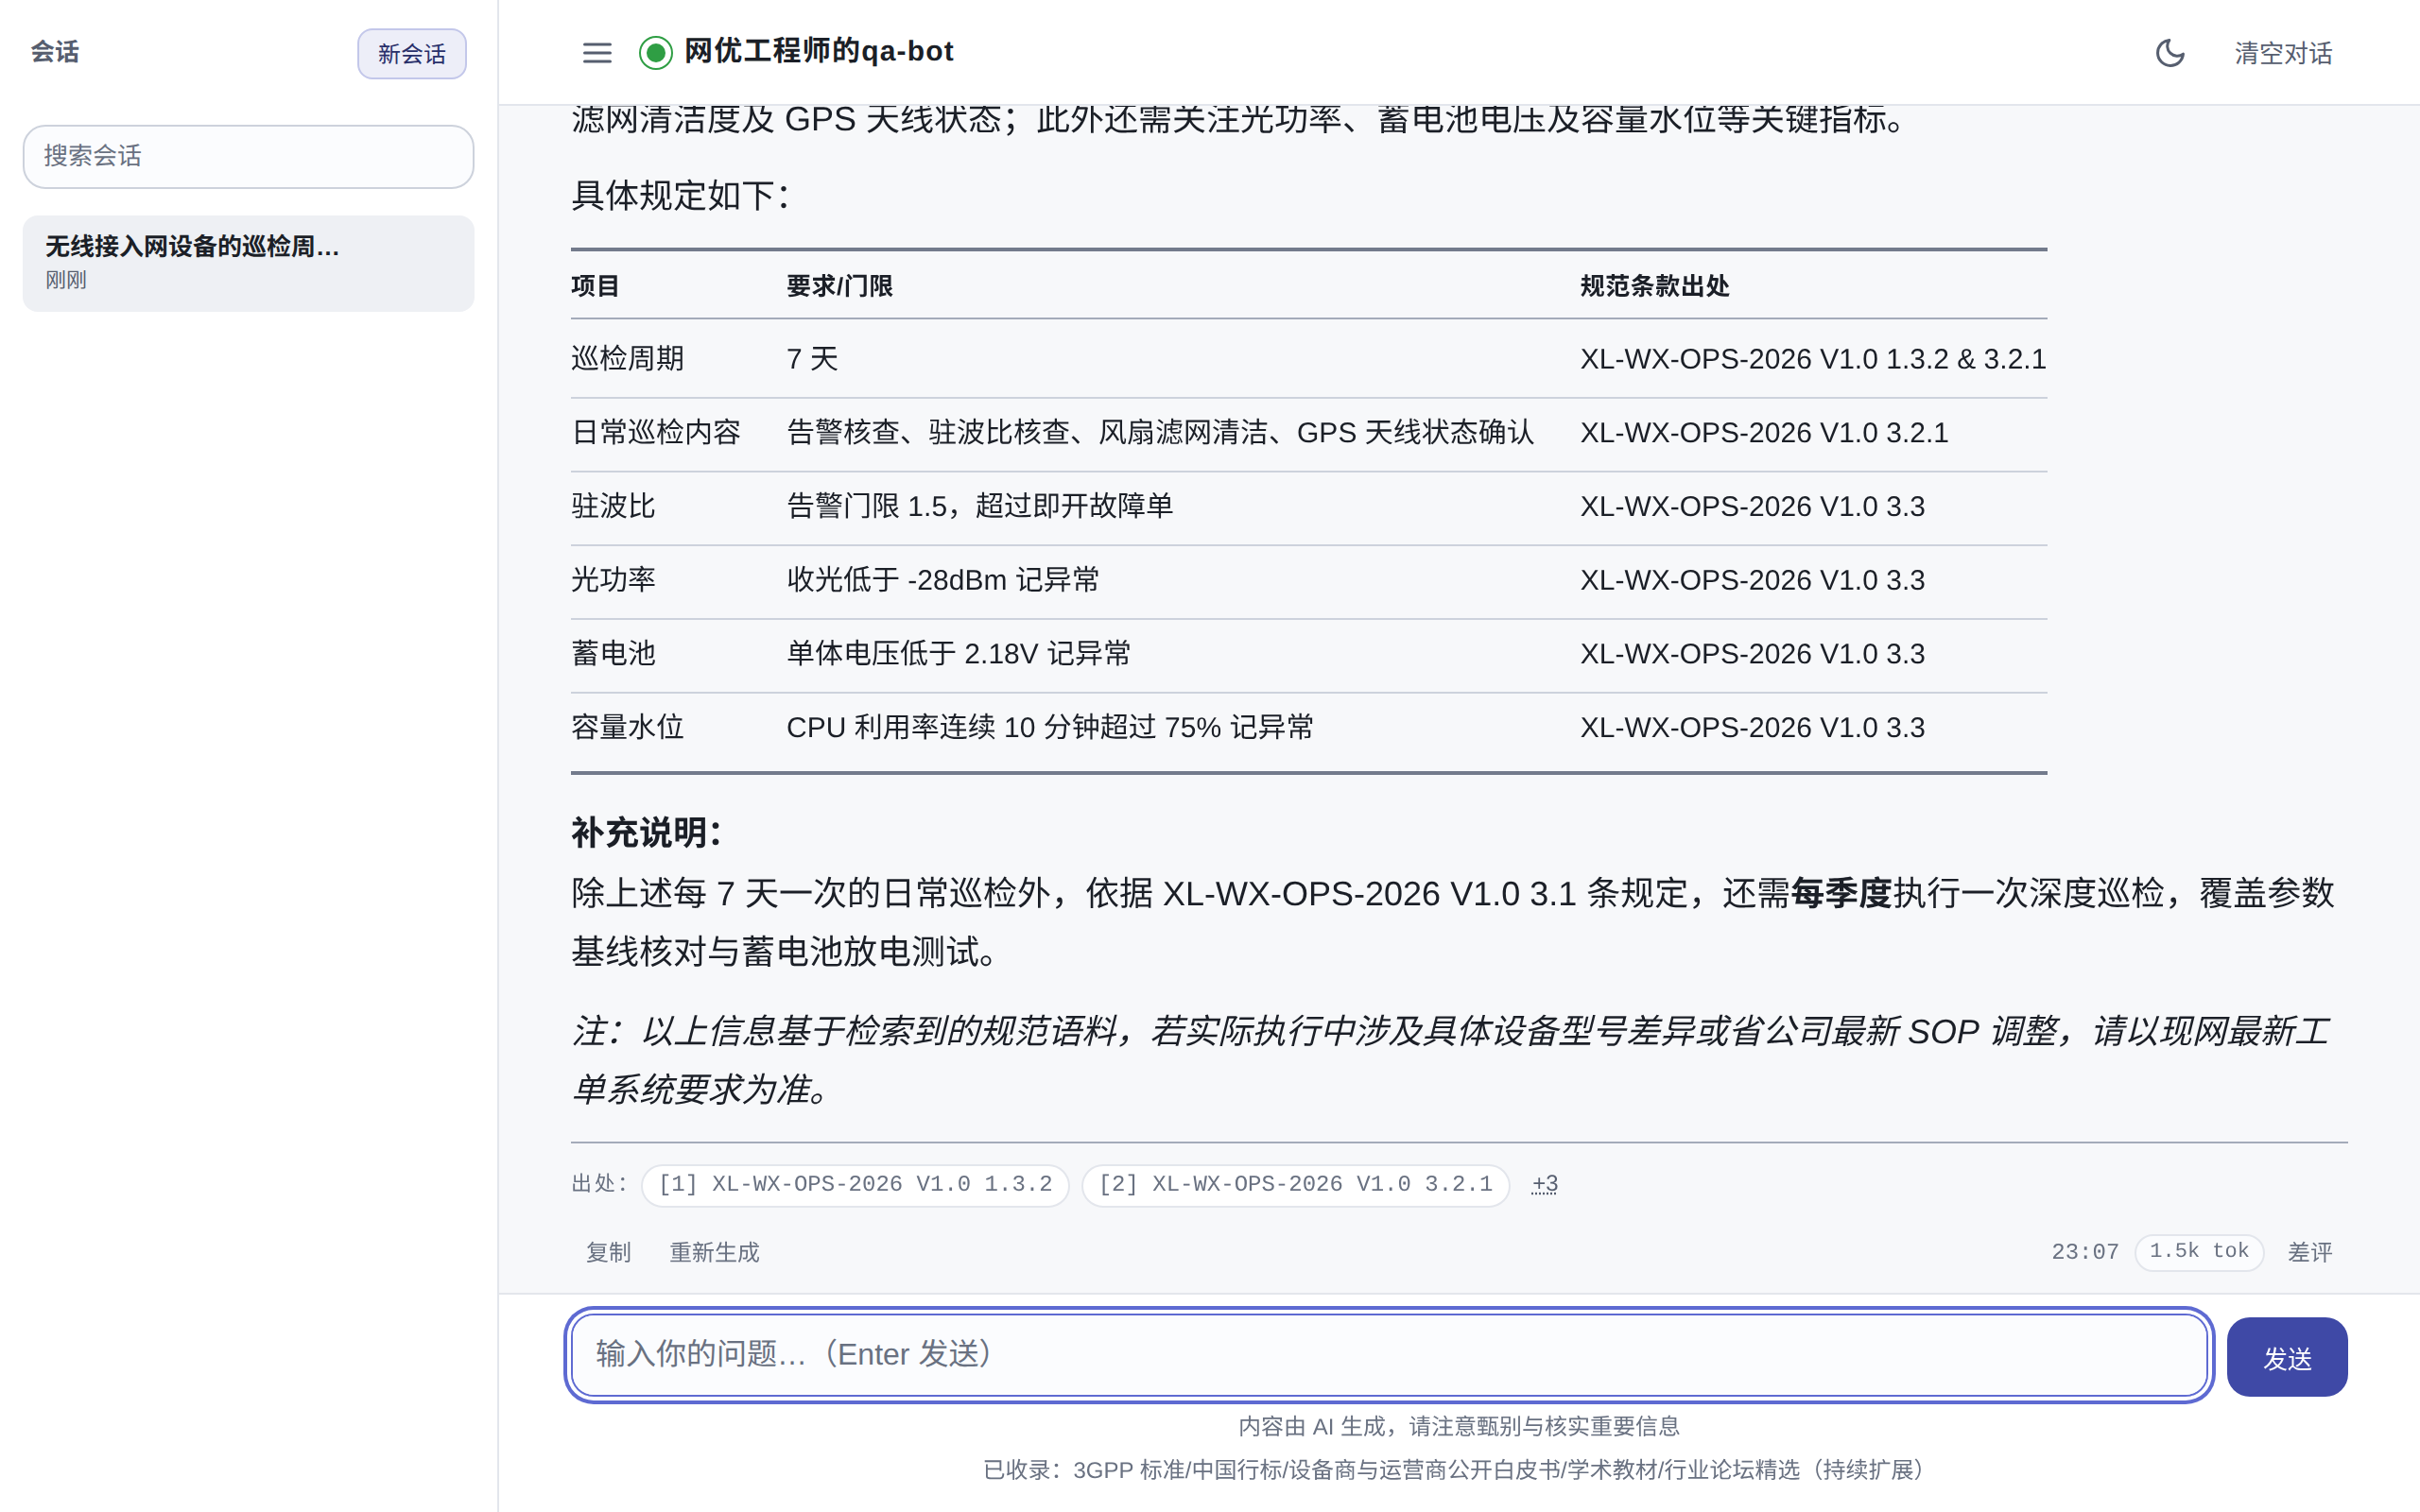 会话
新会话
搜索会话
无线接入网设备的巡检周…
刚刚
网优工程师的qa-bot
清空对话
滤网清洁度及 GPS 天线状态；此外还需关注光功率、蓄电池电压及容量水位等关键指标。
具体规定如下：
项目 要求/门限 规范条款出处
巡检周期 7 天 XL-WX-OPS-2026 V1.0 1.3.2 & 3.2.1
日常巡检内容 告警核查、驻波比核查、风扇滤网清洁、GPS 天线状态确认 XL-WX-OPS-2026 V1.0 3.2.1
驻波比 告警门限 1.5，超过即开故障单 XL-WX-OPS-2026 V1.0 3.3
光功率 收光低于 -28dBm 记异常 XL-WX-OPS-2026 V1.0 3.3
蓄电池 单体电压低于 2.18V 记异常 XL-WX-OPS-2026 V1.0 3.3
容量水位 CPU 利用率连续 10 分钟超过 75% 记异常 XL-WX-OPS-2026 V1.0 3.3
补充说明：
除上述每 7 天一次的日常巡检外，依据 XL-WX-OPS-2026 V1.0 3.1 条规定，还需每季度执行一次深度巡检，覆盖参数
基线核对与蓄电池放电测试。
注：以上信息基于检索到的规范语料，若实际执行中涉及具体设备型号差异或省公司最新 SOP 调整，请以现网最新工
单系统要求为准。
出处： [1] XL-WX-OPS-2026 V1.0 1.3.2 [2] XL-WX-OPS-2026 V1.0 3.2.1 +3
复制 重新生成 23:07 1.5k tok 差评
输入你的问题…（Enter 发送）
发送
内容由 AI 生成，请注意甄别与核实重要信息
已收录：3GPP 标准/中国行标/设备商与运营商公开白皮书/学术教材/行业论坛精选（持续扩展）